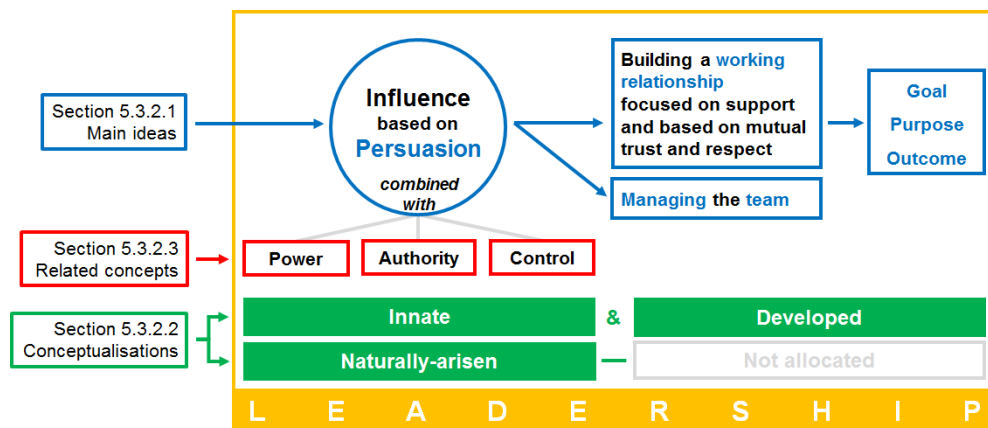 Section 5.3.2.1
Main ideas
Influence
based on
Persuasion
combined
with
Building a working
relationship
focused on support
and based on mutual
trust and respect
Managing the team
Goal
Purpose
Outcome
Section 5.3.2.3
Related concepts
Power
Authority
Control
Section 5.3.2.2
Conceptualisations
Innate
&
Developed
Naturally-arisen
Not allocated
L E A D E R S H I P